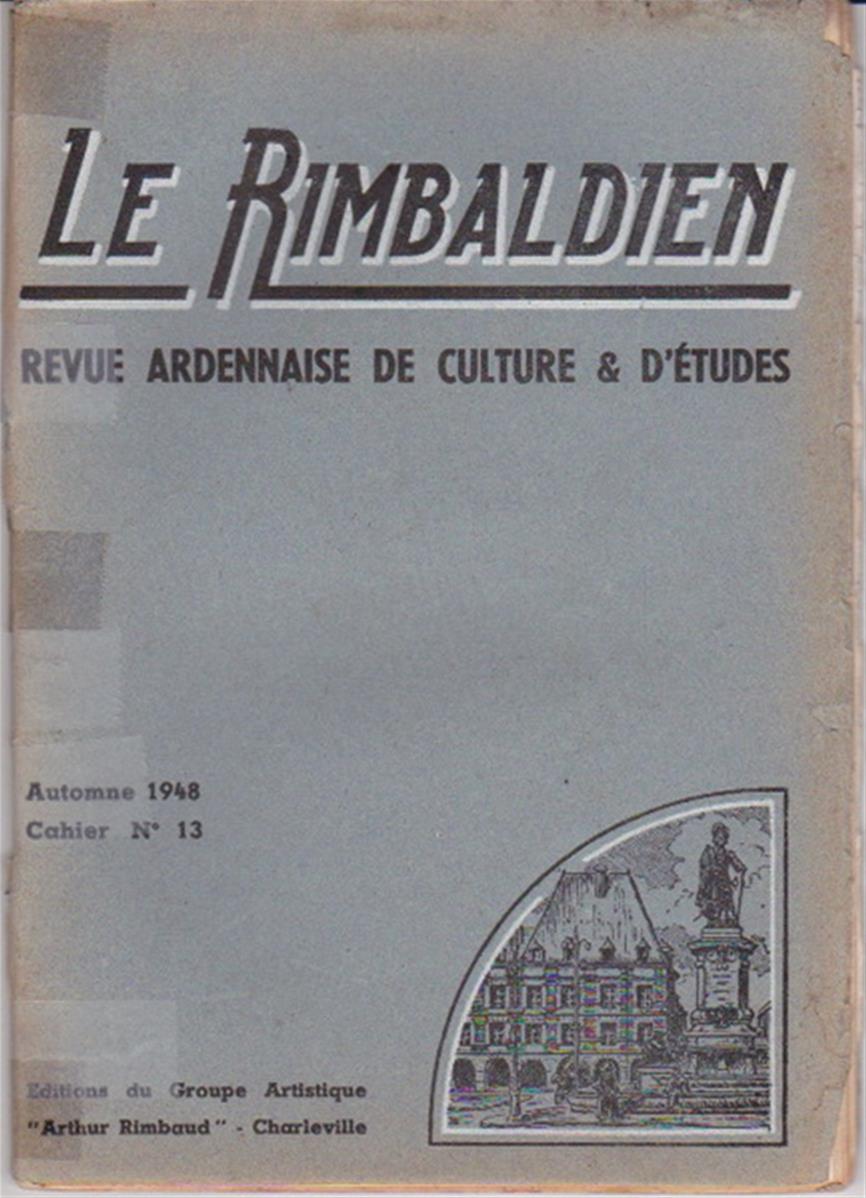 LE RIMBALDIEN
REVUE ARDENNAISE DE CULTURE & D'ÉTUDES
Automne 1948
Cahier N° 13
Editions du Groupe Artistique
"Arthur Rimbaud" - Charleville